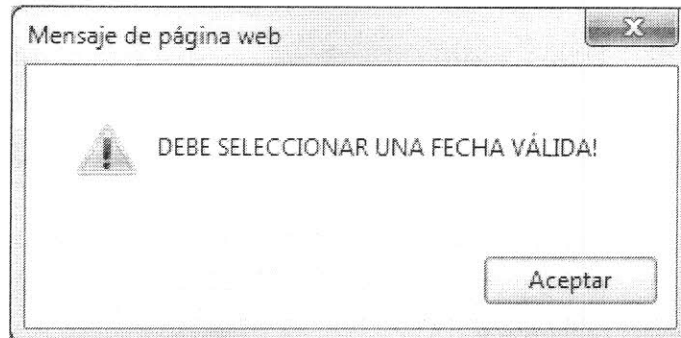 Mensaje de página web
DEBE SELECCIONAR UNA FECHA VÁLIDA!
Aceptar